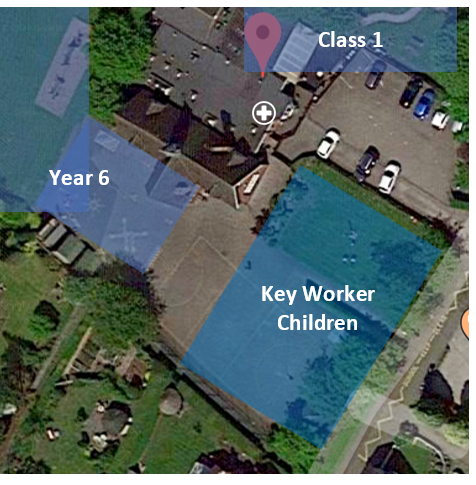 Class 1
Year 6
Key Worker
Children